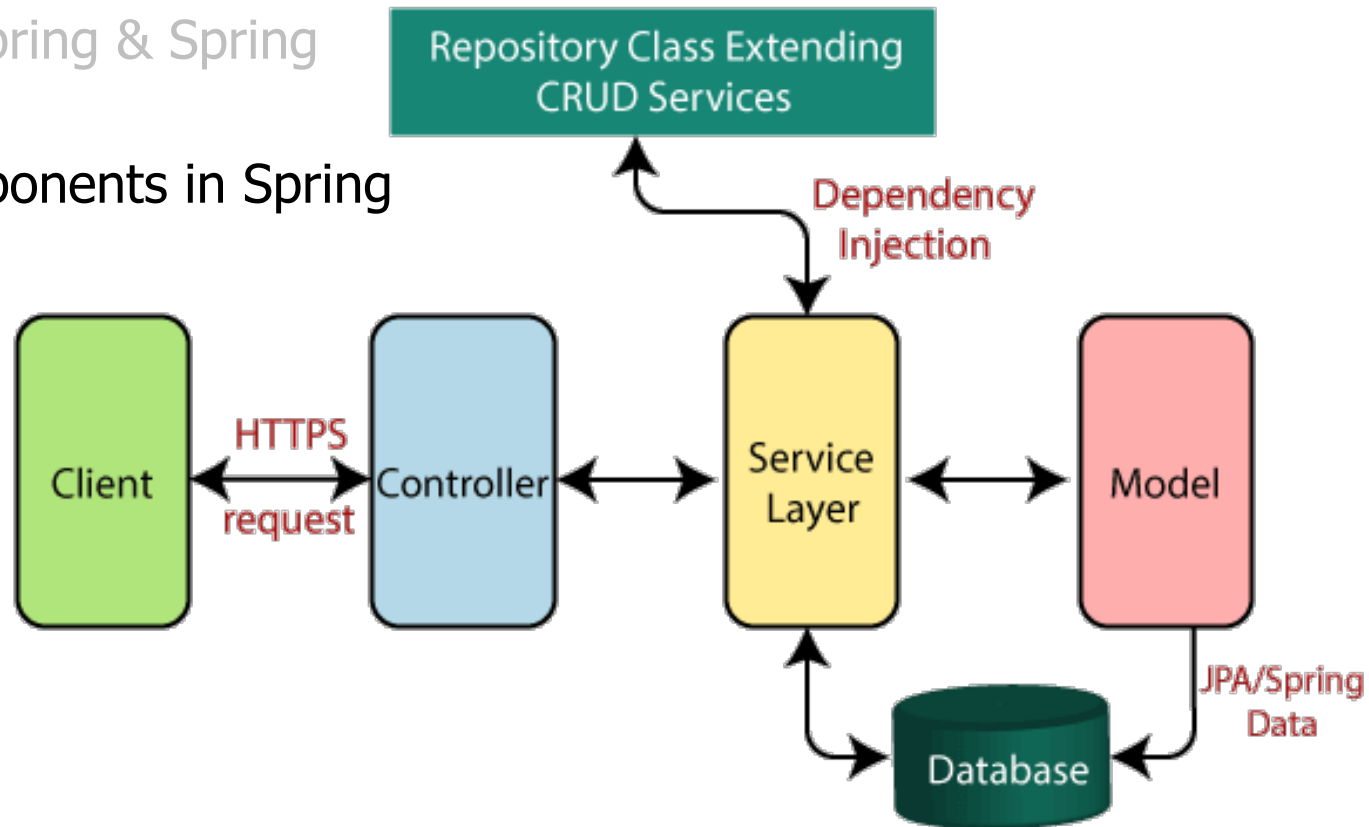 pring & Spring
ponents in Spring
Repository Class Extending
CRUD Services
Dependency
Injection
Client
HTTPS
request
Controller
Service
Layer
Model
JPA/Spring
Data
Database